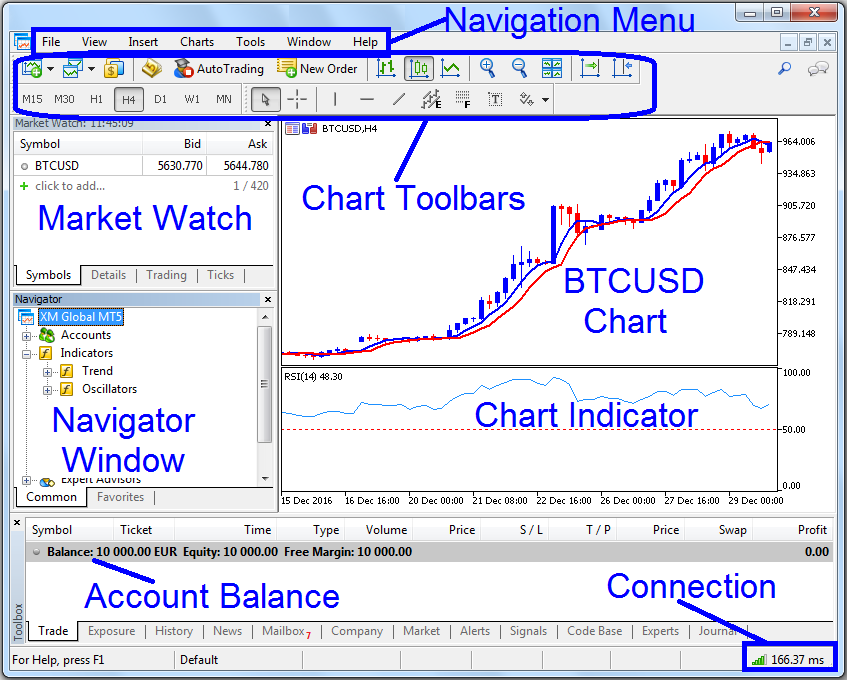 Navigation Menu
File View Insert Charts Tools Window Help
AutoTrading New Order
M15 M30 H1 H4 D1 W1 MN E F T
Market Watch: 11:45:09
Symbol Bid Ask
BTCUSD 5630.770 5644.780
click to add... 1 / 420
Market Watch
Symbols Details Trading Ticks
Chart Toolbars
BTCUSD,H4
964.006
934.863
905.720
876.577
847.434
818.291
789.148
BTCUSD
Chart
Navigator
XM Global MT5
Accounts
Indicators
Trend
Oscillators
Navigator
Window
Expert Advisors
Common Favorites
RSI(14) 48.30
100.00
50.00
0.00
Chart Indicator
15 Dec 2016 16 Dec 16:00 20 Dec 00:00 21 Dec 08:00 22 Dec 16:00 26 Dec 00:00 27 Dec 16:00 29 Dec 00:00
Symbol Ticket Time Type Volume Price S / L T / P Price Swap Profit
Balance: 10 000.00 EUR Equity: 10 000.00 Free Margin: 10 000.00 0.00
Account Balance
Connection
Toolbox
Trade Exposure History News Mailbox 7 Company Market Alerts Signals Code Base Experts Journal
For Help, press F1 Default 166.37 ms